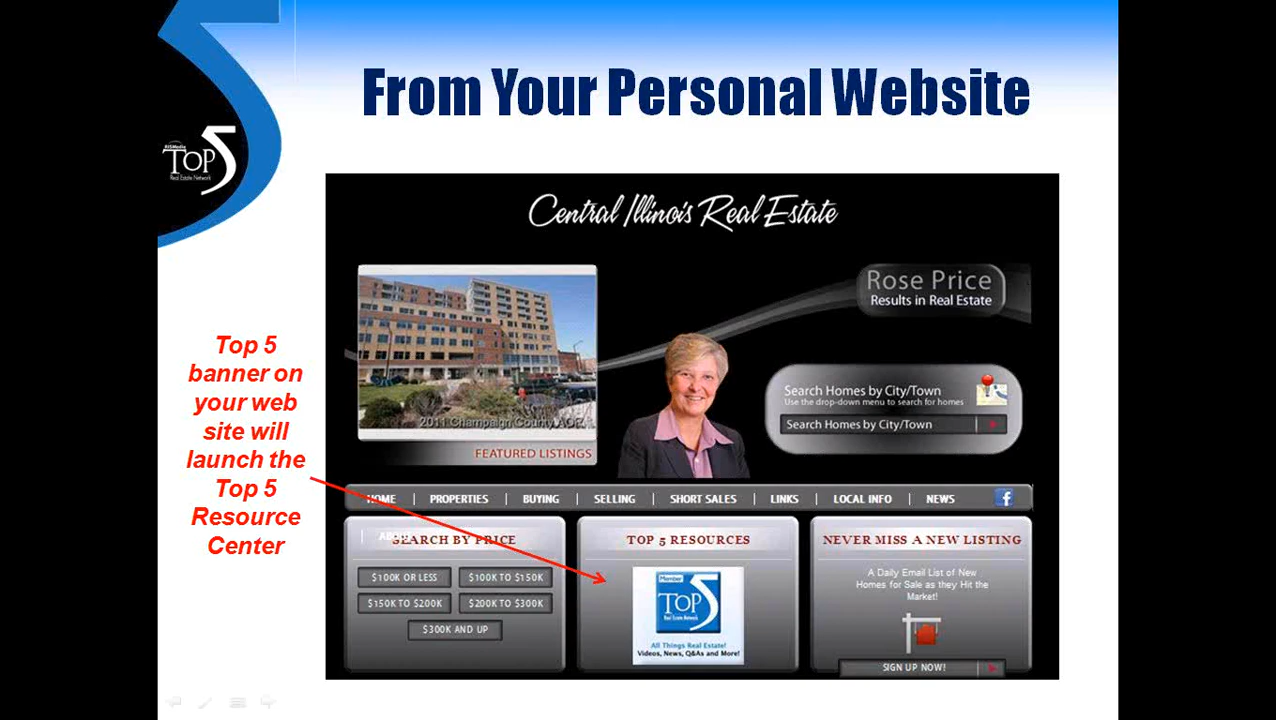 From Your Personal Website
RISMedia
TOP 5
Real Estate Network
Central Illinois Real Estate
Rose Price
Results in Real Estate
Top 5
banner on
your web
site will
launch the
Top 5
Resource
Center
2011 Champaign County AOR
FEATURED LISTINGS
Search Homes by City/Town
Use the drop-down menu to search for homes
Search Homes by City/Town
HOME | PROPERTIES | BUYING | SELLING | SHORT SALES | LINKS | LOCAL INFO | NEWS
f
SEARCH BY PRICE
$100K OR LESS
$100K TO $150K
$150K TO $200K
$200K TO $300K
$300K AND UP
TOP 5 RESOURCES
Member
TOP 5
Real Estate Network
All Things Real Estate!
Videos, News, Q&As and More!
NEVER MISS A NEW LISTING
A Daily Email List of New
Homes for Sale as they Hit the
Market!
SIGN UP NOW!